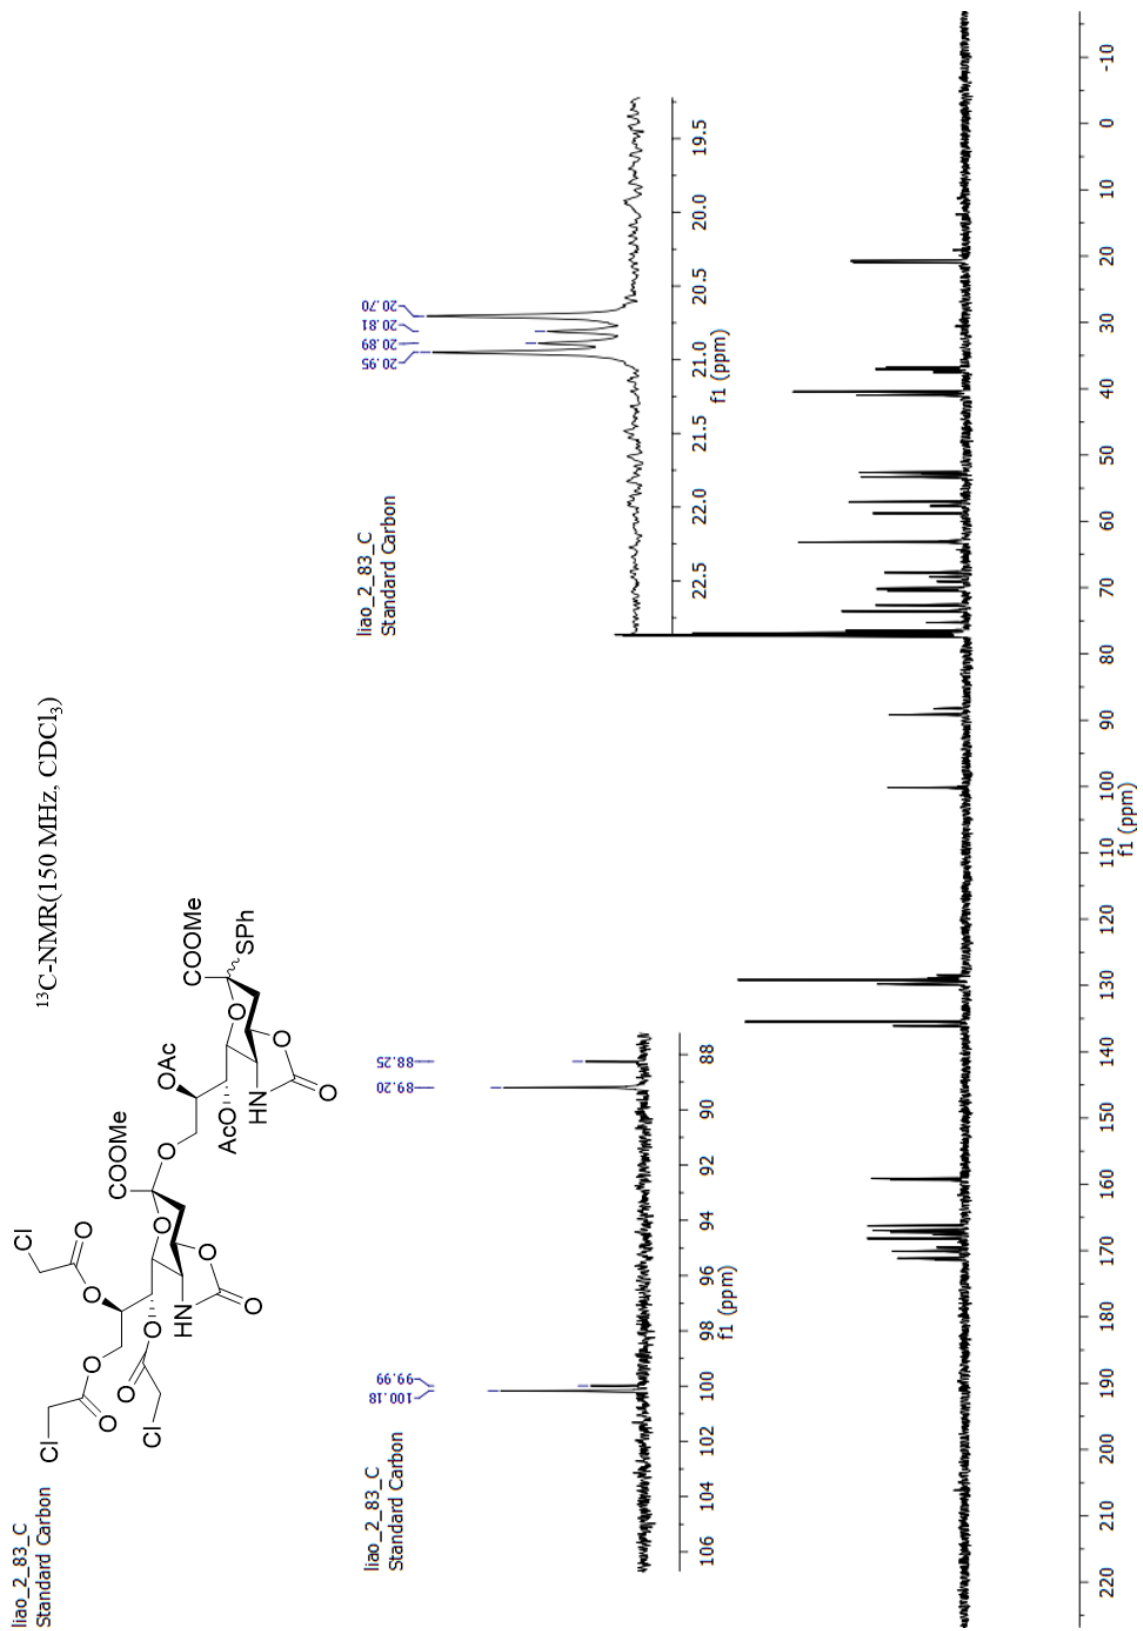 liao_2_83_C
Standard Carbon
¹³C-NMR(150 MHz, CDCl₃)
Cl
O
O
O
Cl
O
O
O
Cl
COOMe
O
O
HN
O
O
OAc
AcO
COOMe
O
SPh
HN
O
O
liao_2_83_C
Standard Carbon
100.18
99.99
89.20
88.25
106 104 102 100 98 96 94 92 90 88
f1 (ppm)
liao_2_83_C
Standard Carbon
20.95
20.89
20.81
20.70
22.5 22.0 21.5 21.0 20.5 20.0 19.5
f1 (ppm)
220 210 200 190 180 170 160 150 140 130 120 110 100 90 80 70 60 50 40 30 20 10 0 -10
f1 (ppm)